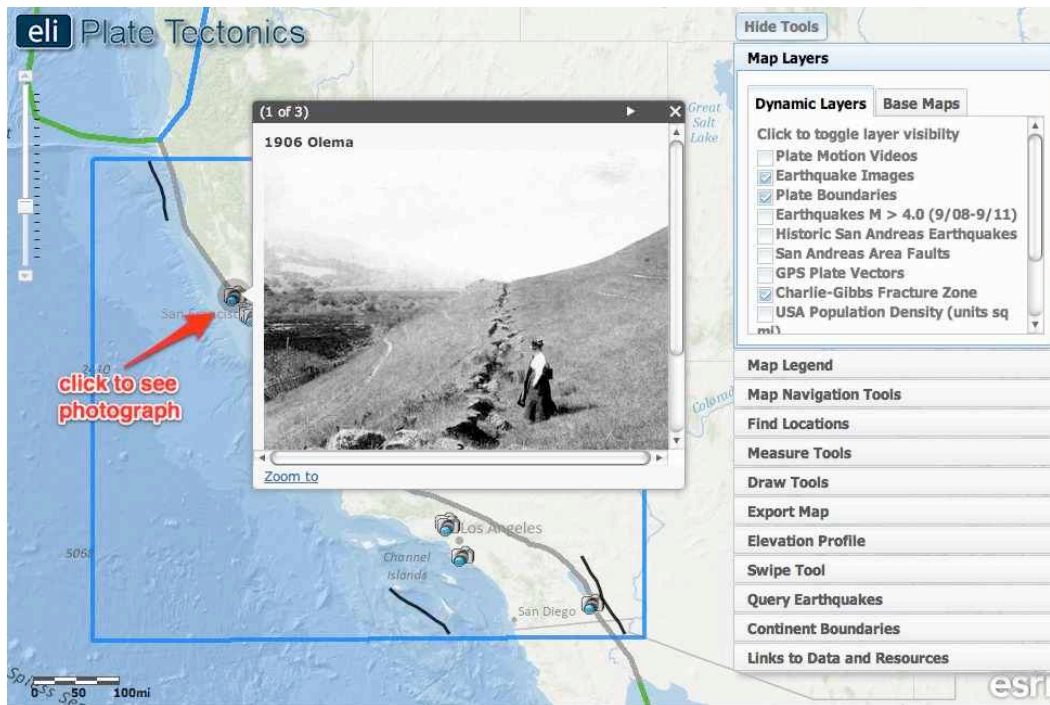 eli Plate Tectonics
Hide Tools
Map Layers
Dynamic Layers
Base Maps
Click to toggle layer visibilty
Plate Motion Videos
Earthquake Images
Plate Boundaries
Earthquakes M > 4.0 (9/08-9/11)
Historic San Andreas Earthquakes
San Andreas Area Faults
GPS Plate Vectors
Charlie-Gibbs Fracture Zone
USA Population Density (units sq
mi)
Map Legend
Map Navigation Tools
Find Locations
Measure Tools
Draw Tools
Export Map
Elevation Profile
Swipe Tool
Query Earthquakes
Continent Boundaries
Links to Data and Resources
(1 of 3)
1906 Olema
Zoom to
Great
Salt
Lake
click to see
photograph
Los Angeles
Channel
Islands
San Diego
0 50 100mi
esri